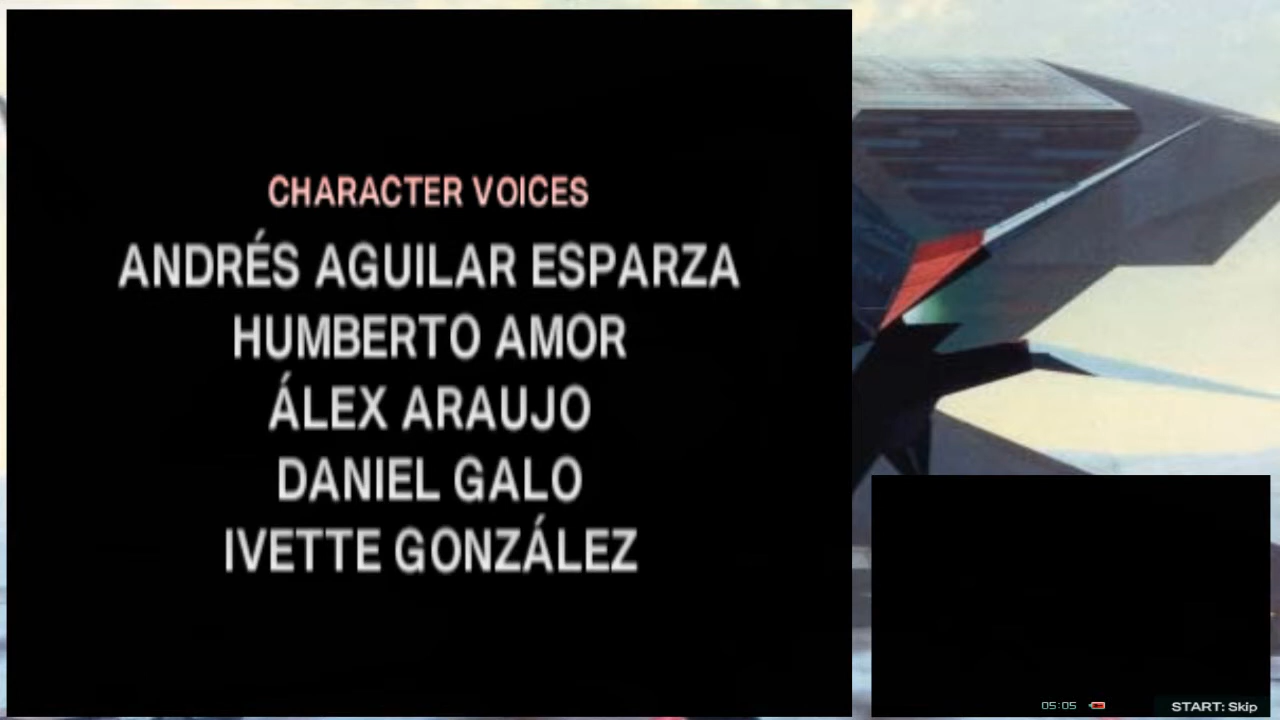 CHARACTER VOICES
ANDRÉS AGUILAR ESPARZA
HUMBERTO AMOR
ÁLEX ARAUJO
DANIEL GALO
IVETTE GONZÁLEZ
05:05
START: Skip